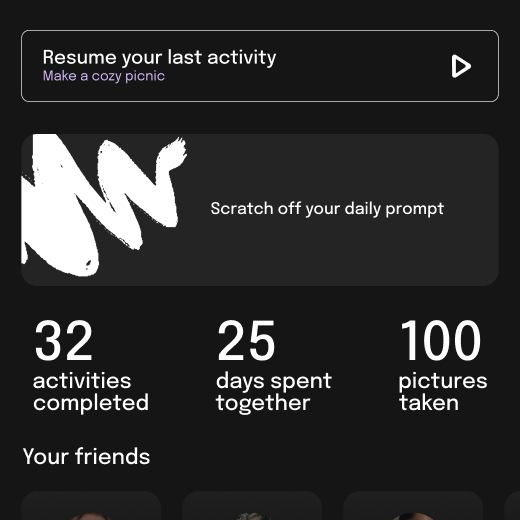 Resume your last activity
Make a cozy picnic
Scratch off your daily prompt
32
activities
completed
25
days spent
together
100
pictures
taken
Your friends